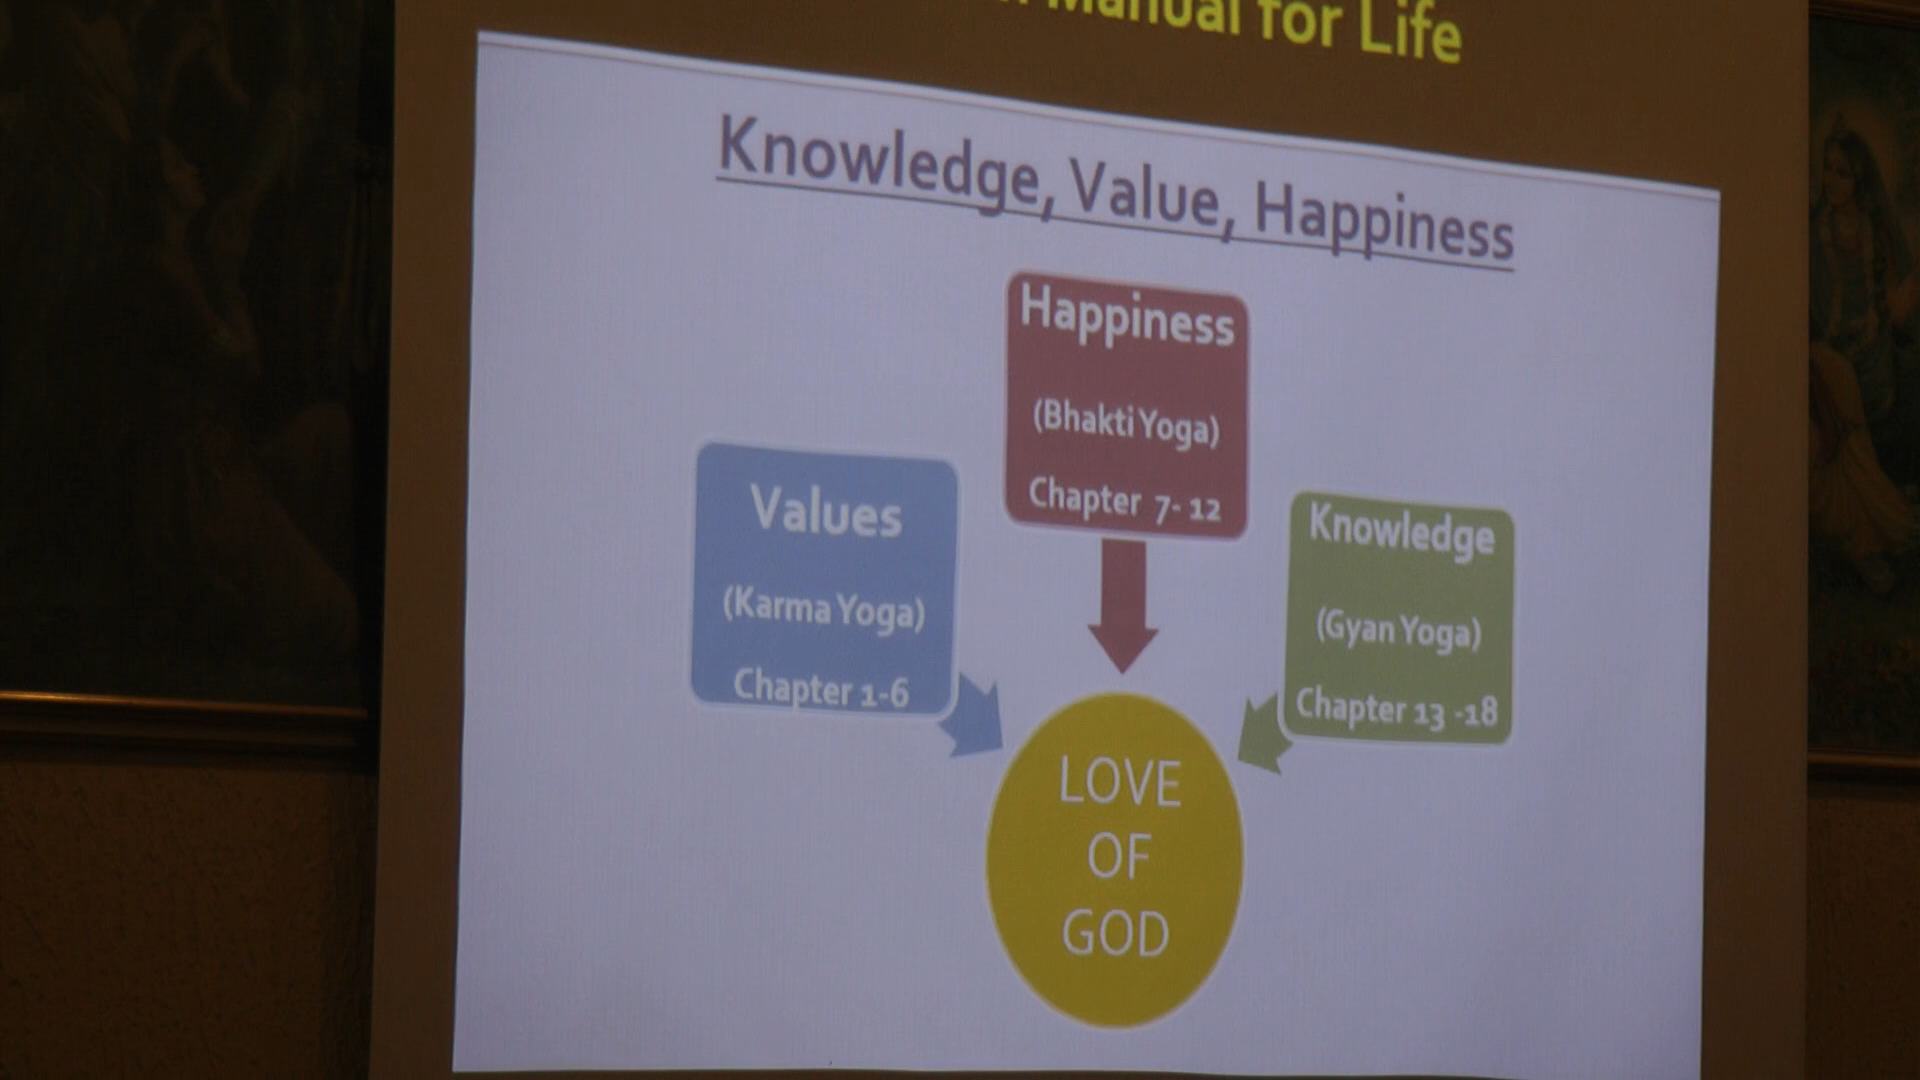 Manual for Life
Knowledge, Value, Happiness
Happiness
(Bhakti Yoga)
Chapter 7- 12
Values
(Karma Yoga)
Chapter 1-6
Knowledge
(Gyan Yoga)
Chapter 13 -18
LOVE
OF
GOD